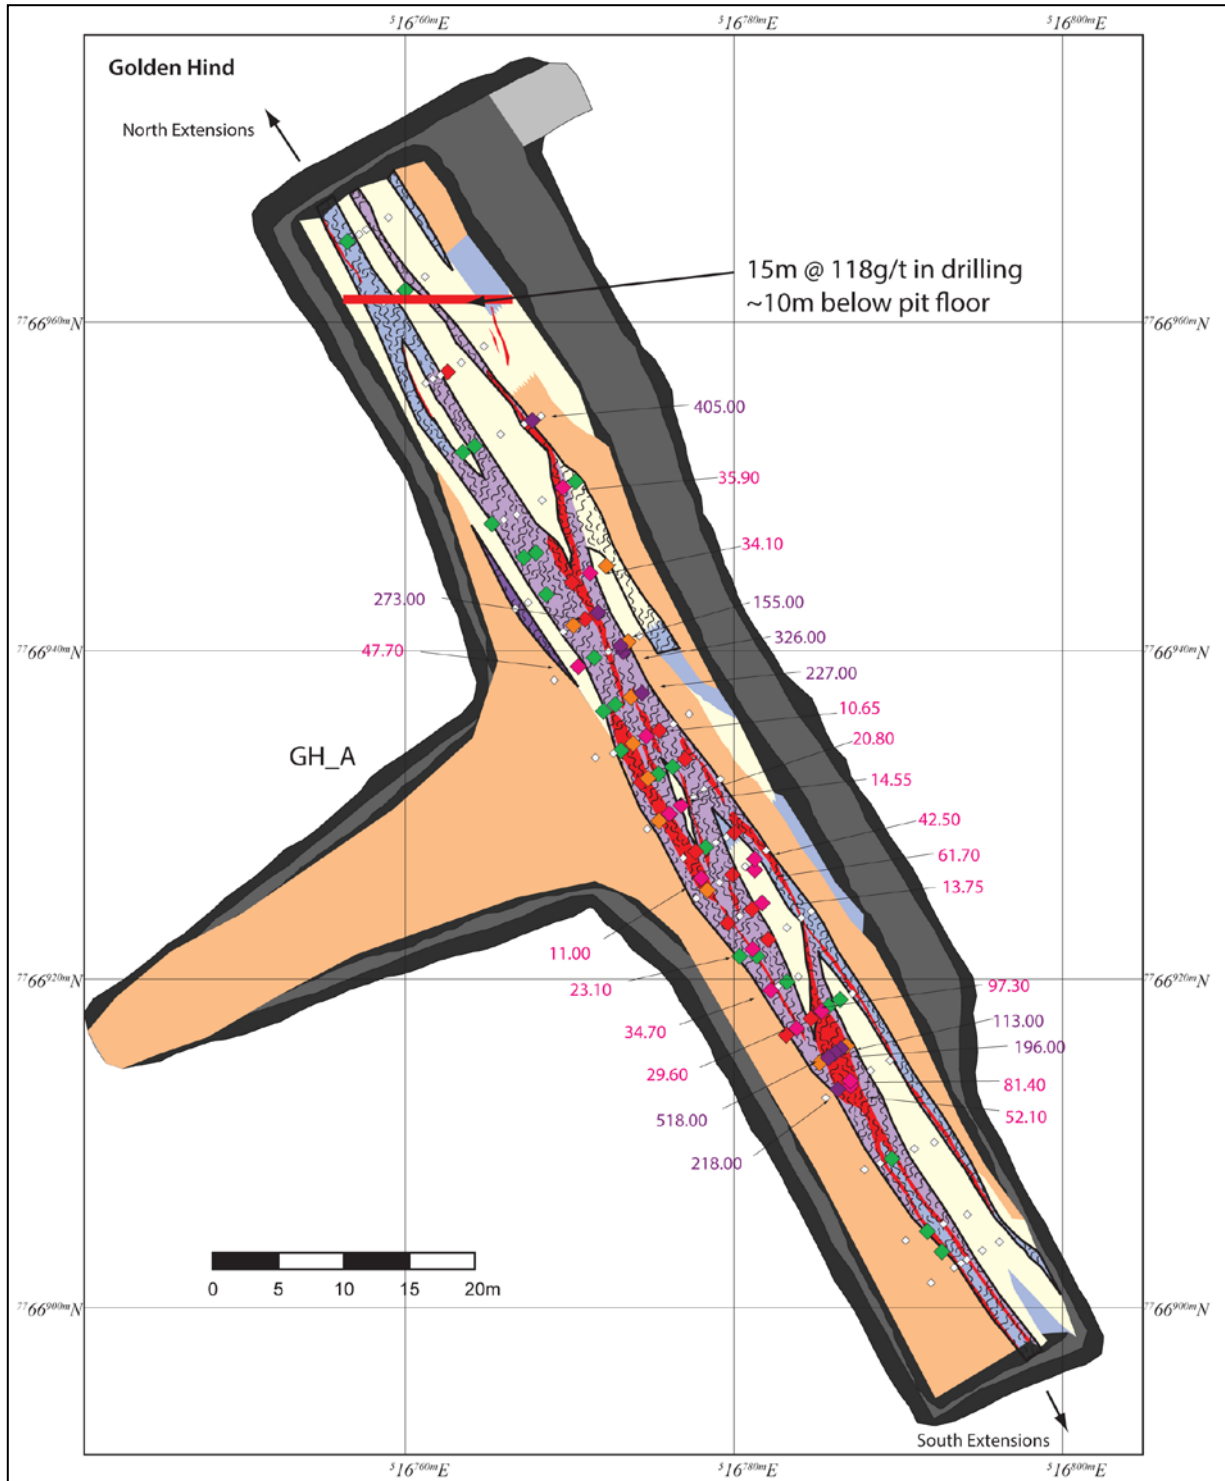 516760mE 516780mE 516800mE
Golden Hind
North Extensions
15m @ 118g/t in drilling
~10m below pit floor
7766960mN 7766960mN
405.00
35.90
34.10
273.00
155.00
326.00
47.70
7766940mN 7766940mN
227.00
10.65
20.80
GH_A
14.55
42.50
61.70
13.75
11.00
7766920mN 7766920mN
23.10
97.30
34.70
113.00
196.00
29.60
81.40
518.00
52.10
218.00
0 5 10 15 20m
7766900mN 7766900mN
South Extensions
516760mE 516780mE 516800mE